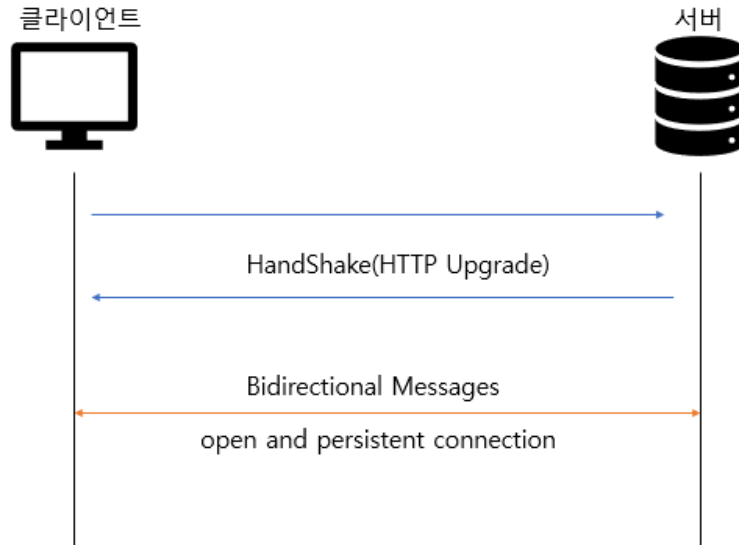 클라이언트
서버
HandShake(HTTP Upgrade)
Bidirectional Messages
open and persistent connection